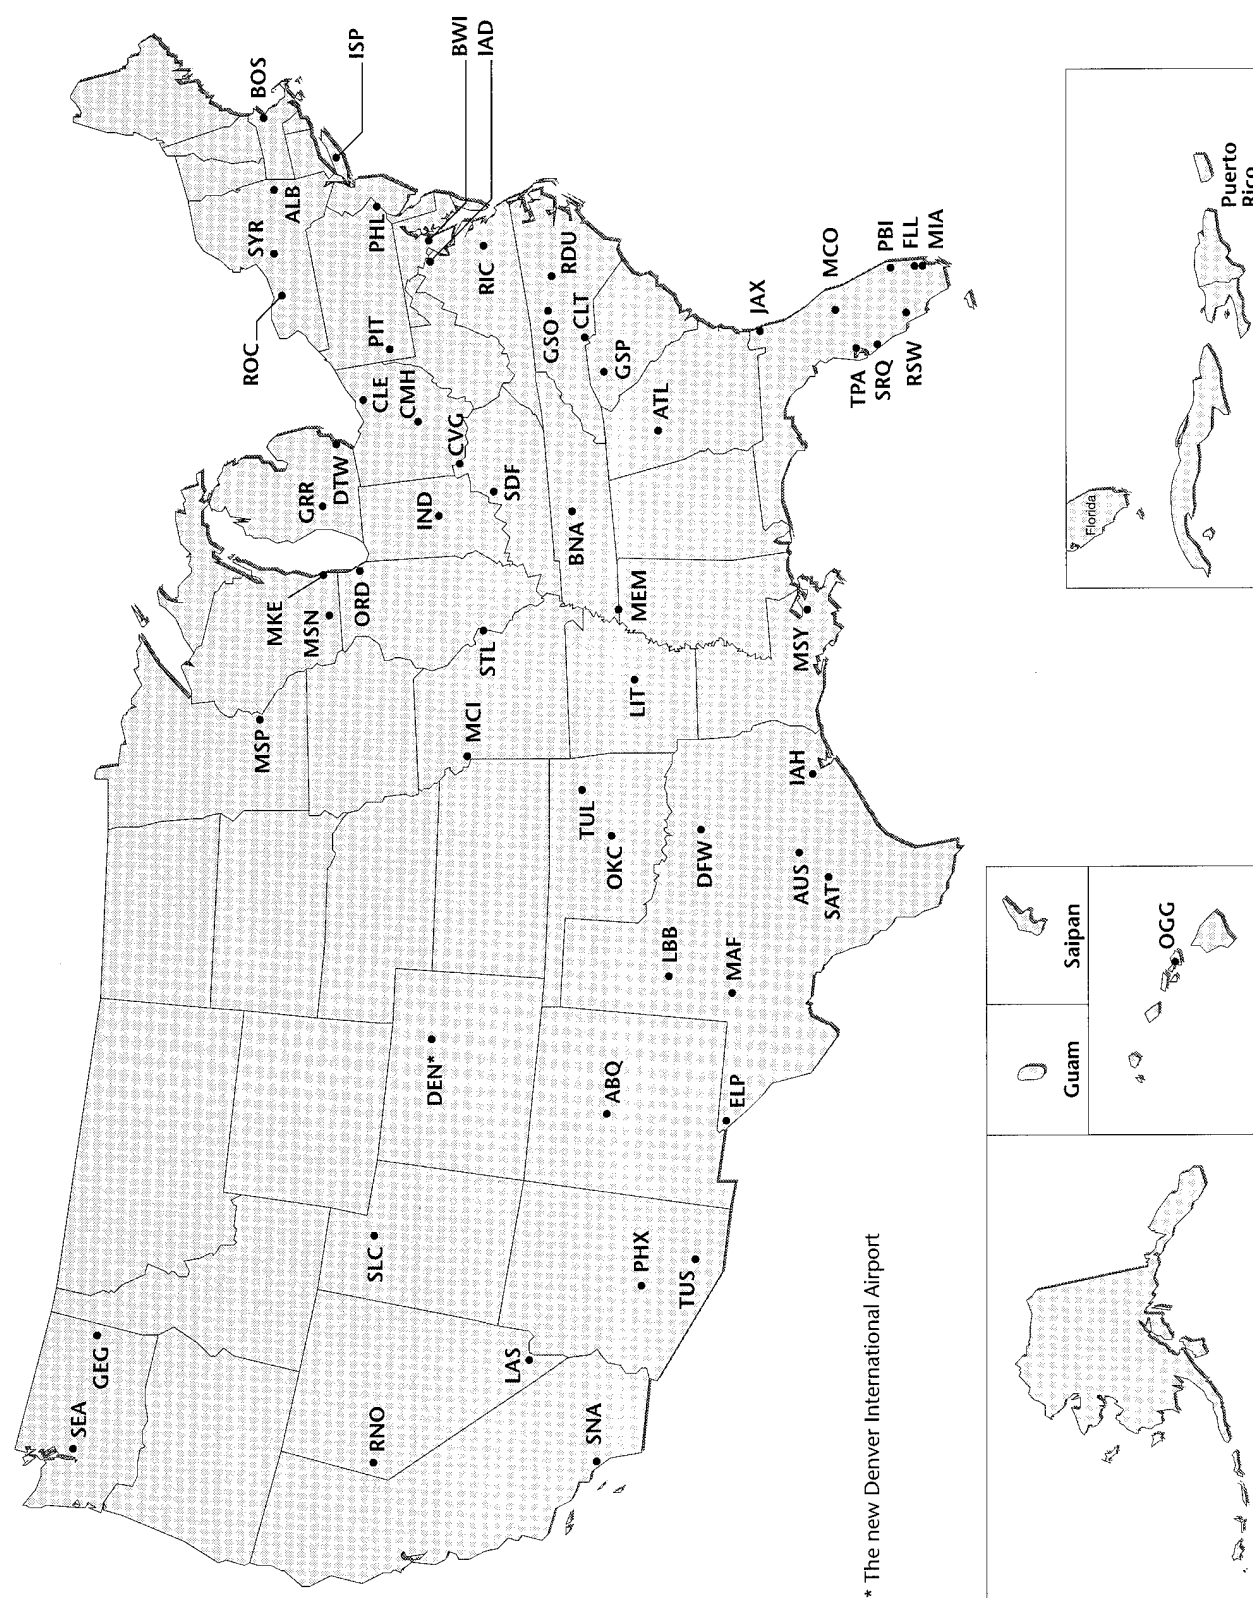 SEA
GEG
RNO
LAS
SNA
SLC
PHX
TUS
DEN*
ABQ
ELP
LBB
MAF
DFW
AUS
SAT
IAH
OKC
TUL
MSP
MCI
LIT
STL
MSY
MEM
MKE
MSN
ORD
GRR
DTW
IND
SDF
BNA
CVG
CLE
CMH
ATL
PIT
GSP
CLT
GSO
RDU
RIC
ROC
SYR
ALB
PHL
BOS
ISP
BWI
IAD
JAX
MCO
TPA
SRQ
RSW
PBI
FLL
MIA
* The new Denver International Airport
Guam
Saipan
OGG
Florida
Puerto
Rico